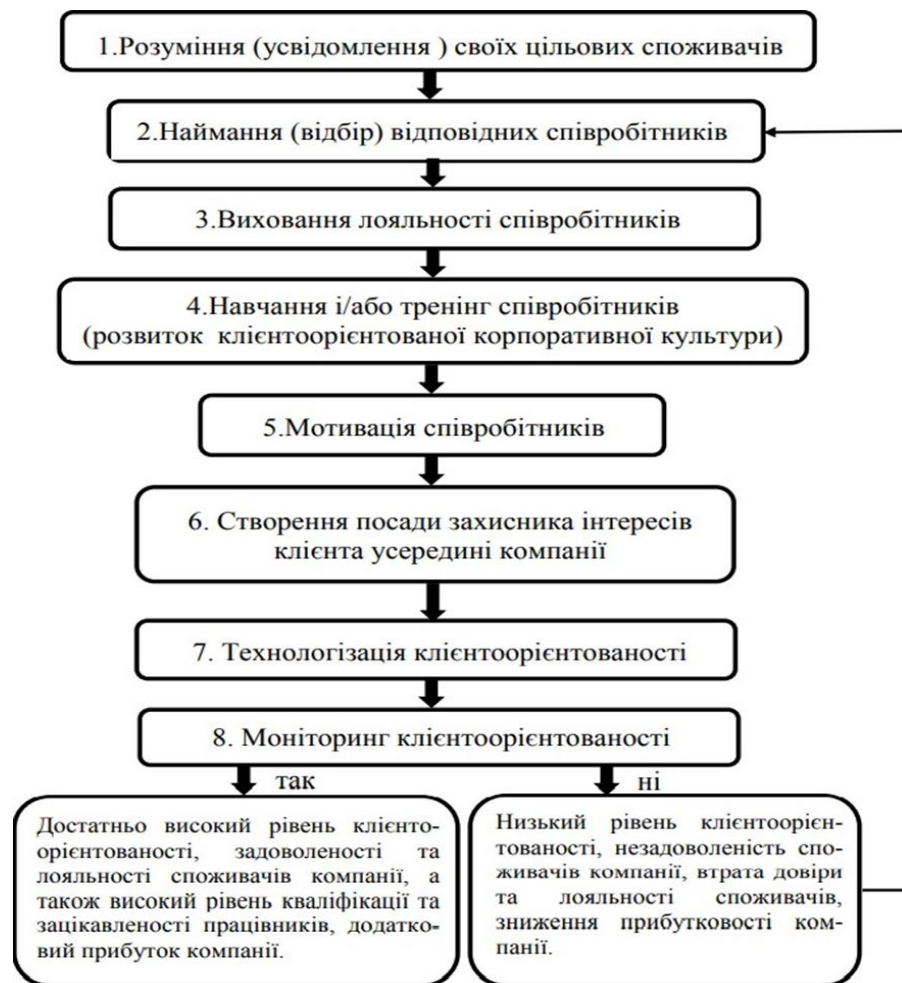 1.Розуміння (усвідомлення ) своїх цільових споживачів
2.Наймання (відбір) відповідних співробітників
3.Виховання лояльності співробітників
4.Навчання і/або тренінг співробітників
(розвиток клієнтоорієнтованої корпоративної культури)
5.Мотивація співробітників
6. Створення посади захисника інтересів
клієнта усередині компанії
7. Технологізація клієнтоорієнтованості
8. Моніторинг клієнтоорієнтованості
так
ні
Достатньо високий рівень клієнто-
орієнтованості, задоволеності та
лояльності споживачів компанії, а
також високий рівень кваліфікації та
зацікавленості працівників, додатко-
вий прибуток компанії.
Низький рівень клієнтоорієн-
тованості, незадоволеність спо-
живачів компанії, втрата довіри
та лояльності споживачів,
зниження прибутковості ком-
панії.